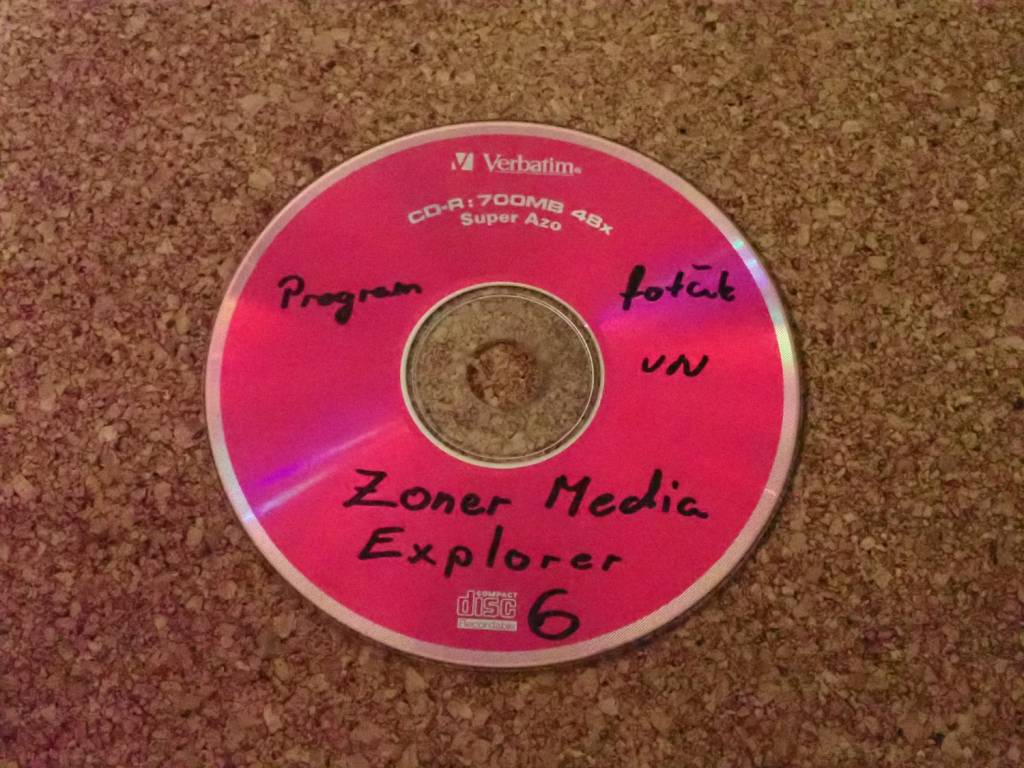 Verbatim
CD-R : 700MB 48x
Super Azo
Program
foťák
VN
Zoner Media
Explorer
6
COMPACT
disc
Recordable